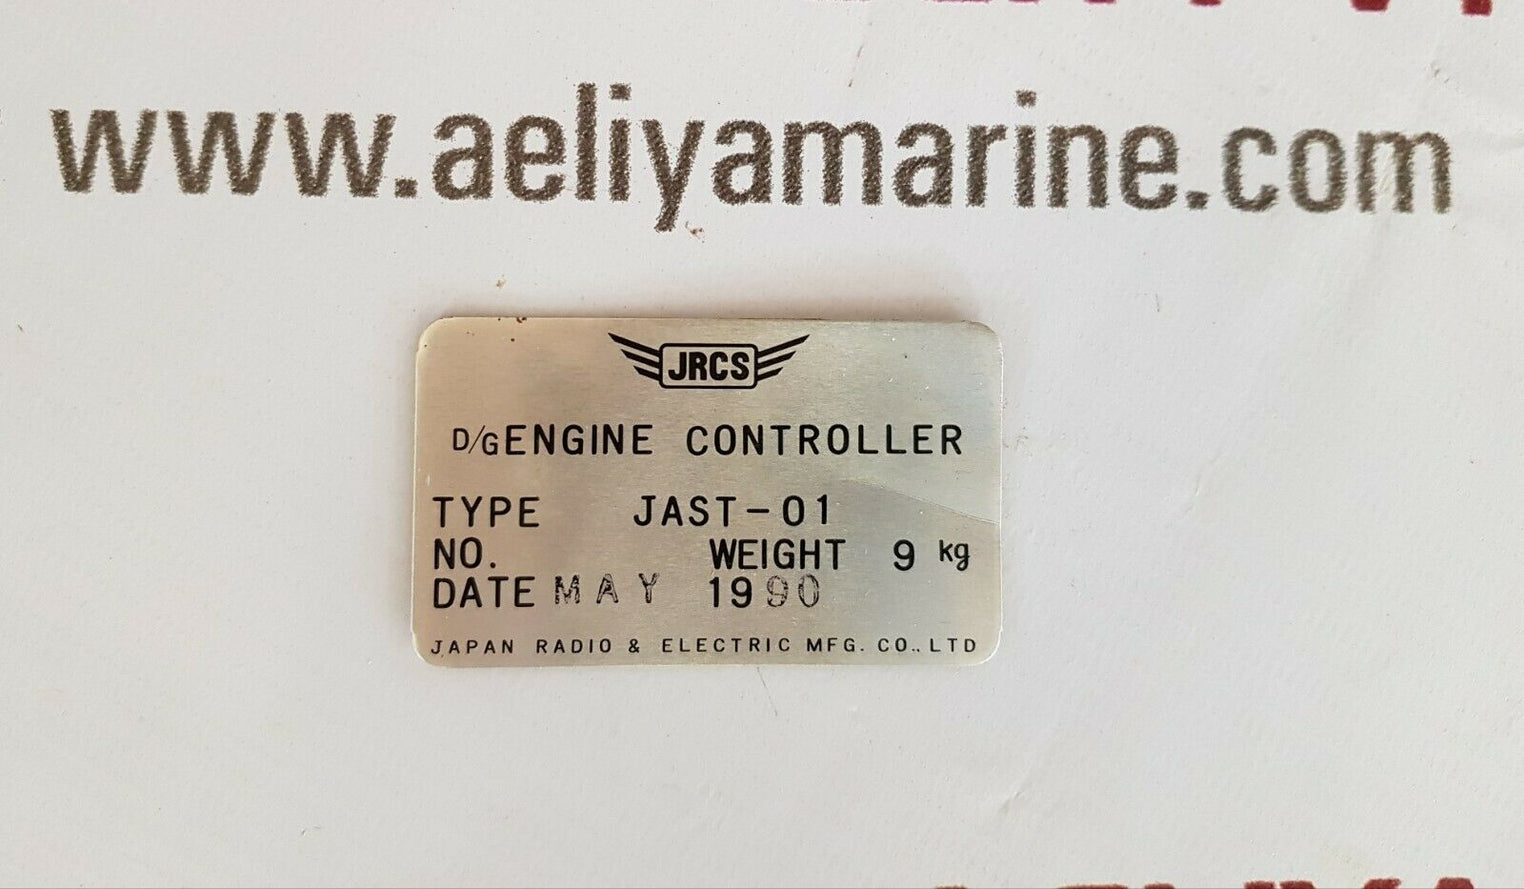 www.aeliyamarine.com
JRCS
D/G ENGINE CONTROLLER
TYPE JAST-01
NO. WEIGHT 9 kg
DATE MAY 1990
JAPAN RADIO & ELECTRIC MFG. CO., LTD